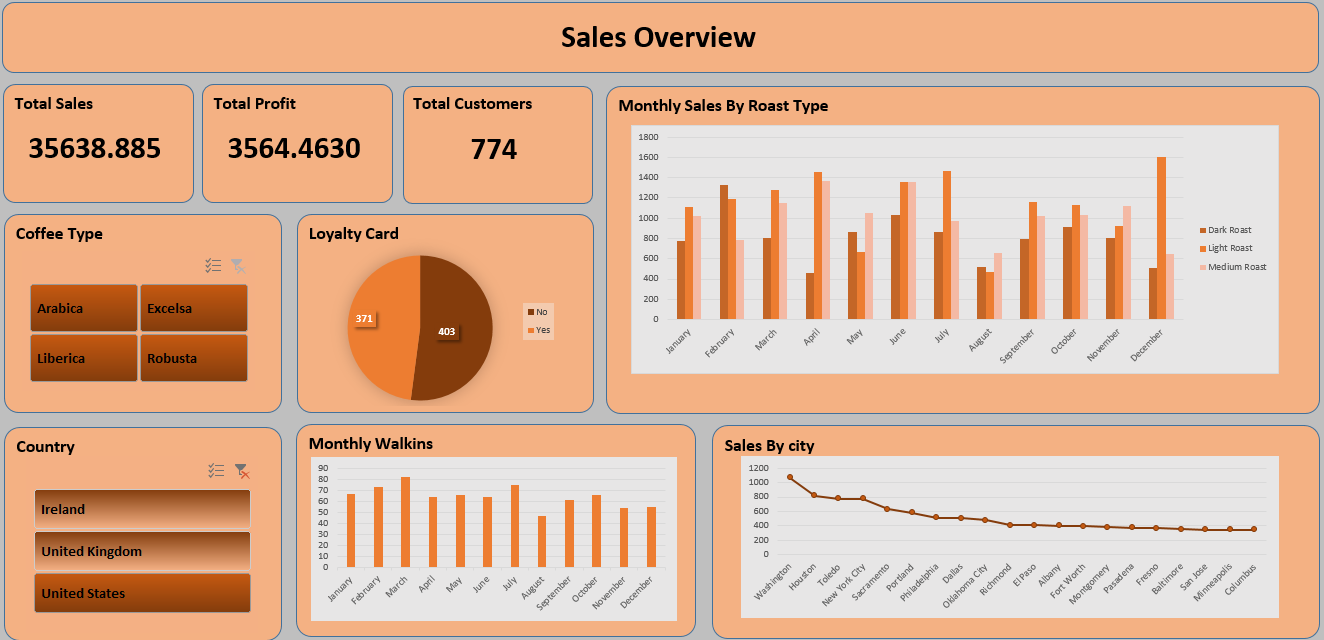 Sales Overview
Total Sales
35638.885
Total Profit
3564.4630
Total Customers
774
Monthly Sales By Roast Type
1800
1600
1400
1200
1000
800
600
400
200
0
January
February
March
April
May
June
July
August
September
October
November
December
Dark Roast
Light Roast
Medium Roast
Coffee Type
Arabica
Excelsa
Liberica
Robusta
Loyalty Card
371
403
No
Yes
Country
Ireland
United Kingdom
United States
Monthly Walkins
90
80
70
60
50
40
30
20
10
0
January
February
March
April
May
June
July
August
September
October
November
December
Sales By city
1200
1000
800
600
400
200
0
Washington
Houston
Toledo
New York City
Sacramento
Portland
Philadelphia
Dallas
Oklahoma City
Richmond
El Paso
Albany
Fort Worth
Montgomery
Pasadena
Fresno
Baltimore
San Jose
Minneapolis
Columbus